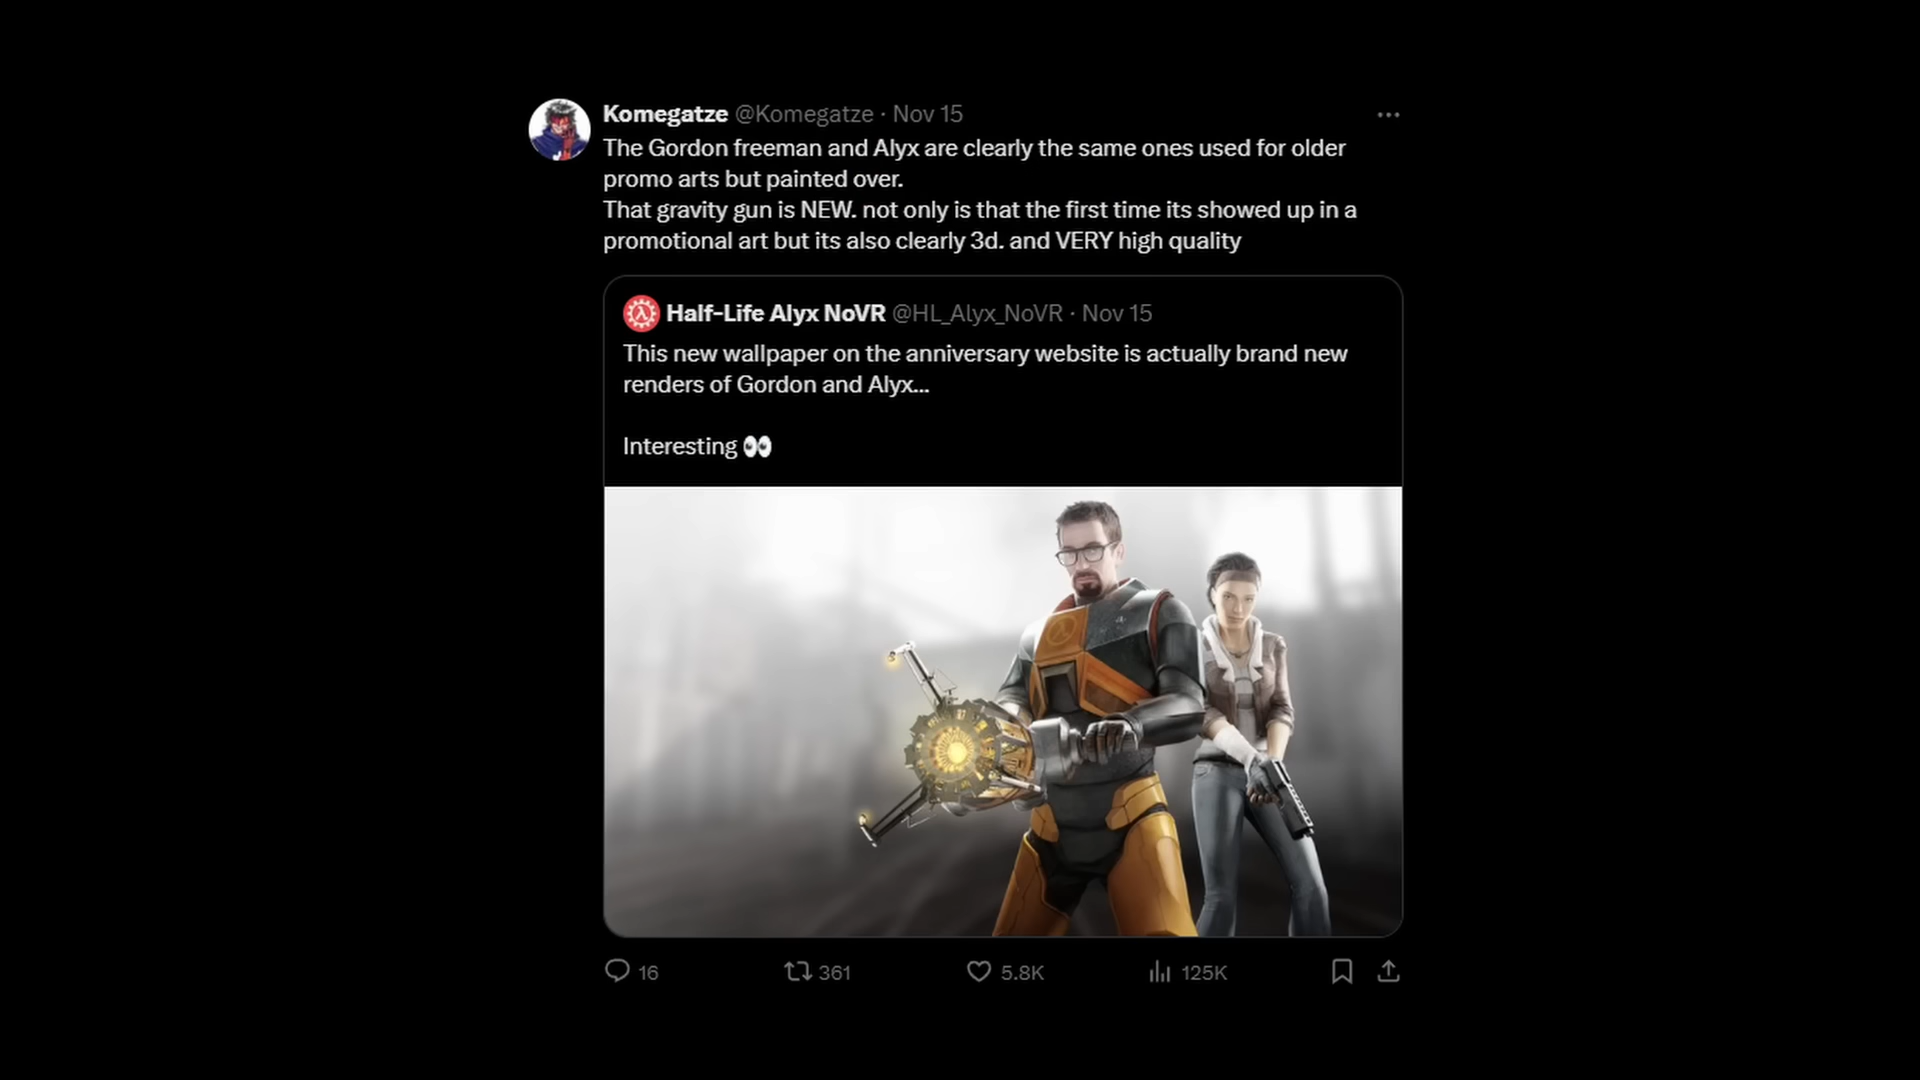 Komegatze @Komegatze · Nov 15
The Gordon freeman and Alyx are clearly the same ones used for older
promo arts but painted over.
That gravity gun is NEW. not only is that the first time its showed up in a
promotional art but its also clearly 3d. and VERY high quality
Half-Life Alyx NoVR @HL_Alyx_NoVR · Nov 15
This new wallpaper on the anniversary website is actually brand new
renders of Gordon and Alyx...
Interesting 👀
16 361 5.8K 125K